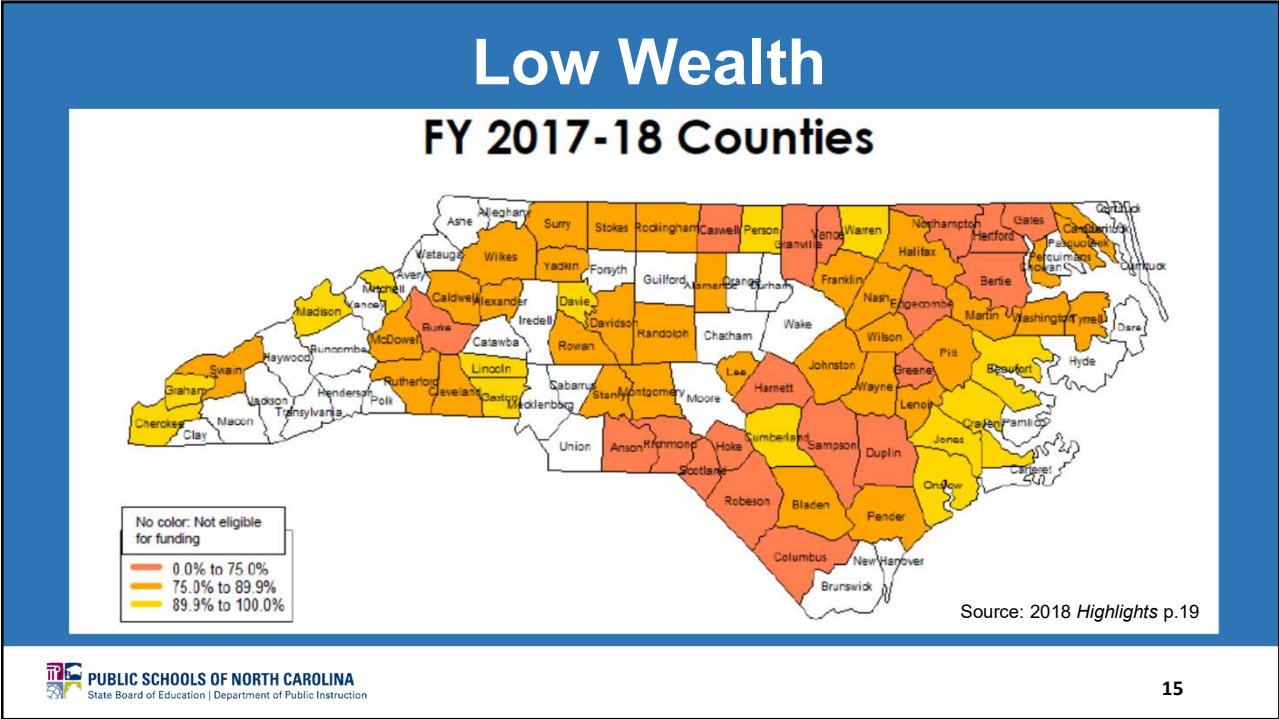 Low Wealth
FY 2017-18 Counties
Ashe
Alleghany
Surry
Stokes
Rockingham
Caswell
Person
Granville
Vance
Warren
Northampton
Gates
Hertford
Halifax
Pasquotank
Perquimans
Chowan
Currituck
Watauga
Wilkes
Yadkin
Forsyth
Guilford
Alamance
Orange
Durham
Franklin
Bertie
Avery
Mitchell
Yancey
Madison
Caldwell
Alexander
Davie
Iredell
Davidson
Randolph
Chatham
Wake
Nash
Edgecombe
Martin
Washington
Tyrrell
Dare
Burke
McDowell
Catawba
Rowan
Wilson
Pitt
Buncombe
Haywood
Swain
Graham
Lincoln
Lee
Johnston
Greene
Beaufort
Hyde
Rutherford
Cleveland
Gaston
Cabarrus
Stanly
Montgomery
Moore
Harnett
Wayne
Lenoir
Craven
Pamlico
Henderson
Polk
Mecklenburg
Jackson
Transylvania
Macon
Cherokee
Clay
Union
Anson
Richmond
Hoke
Cumberland
Sampson
Duplin
Jones
Carteret
Scotland
Onslow
Robeson
Bladen
Pender
Columbus
New Hanover
Brunswick
No color: Not eligible
for funding
0.0% to 75.0%
75.0% to 89.9%
89.9% to 100.0%
Source: 2018 Highlights p.19
PUBLIC SCHOOLS OF NORTH CAROLINA
State Board of Education | Department of Public Instruction
15